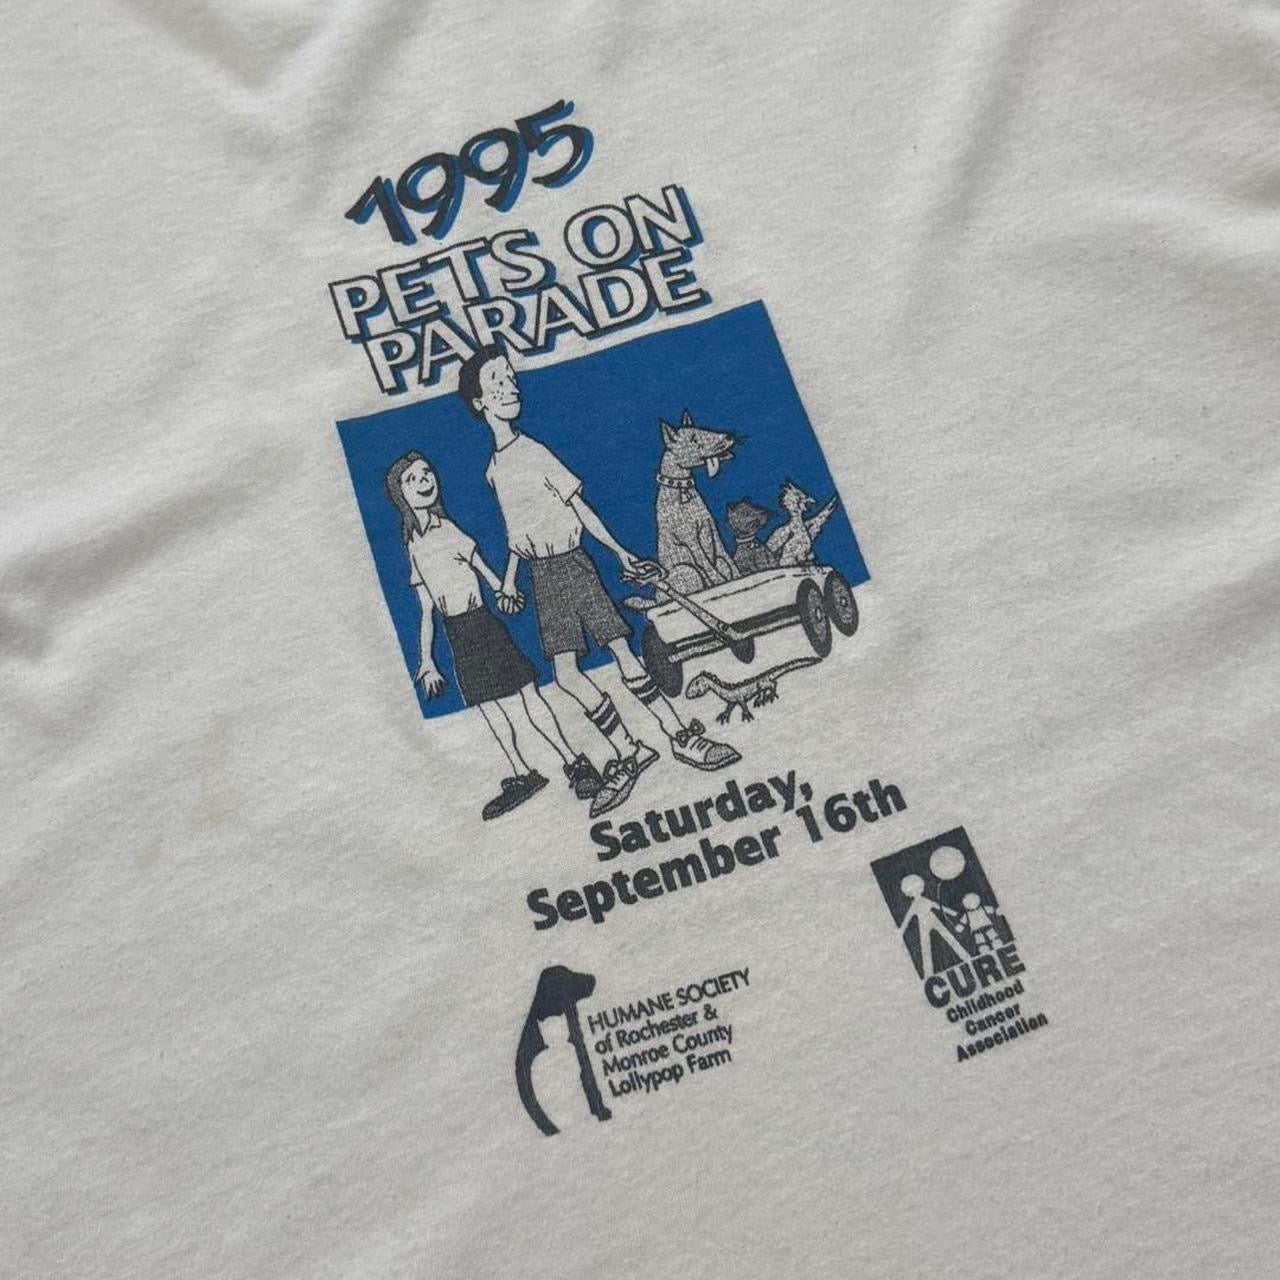 1995
PETS ON
PARADE
Saturday,
September 16th
HUMANE SOCIETY
of Rochester &
Monroe County
Lollypop Farm
CURE
Childhood
Cancer
Association